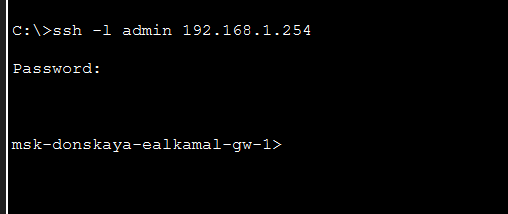 C:\>ssh -l admin 192.168.1.254
Password:
msk-donskaya-ealkamal-gw-1>